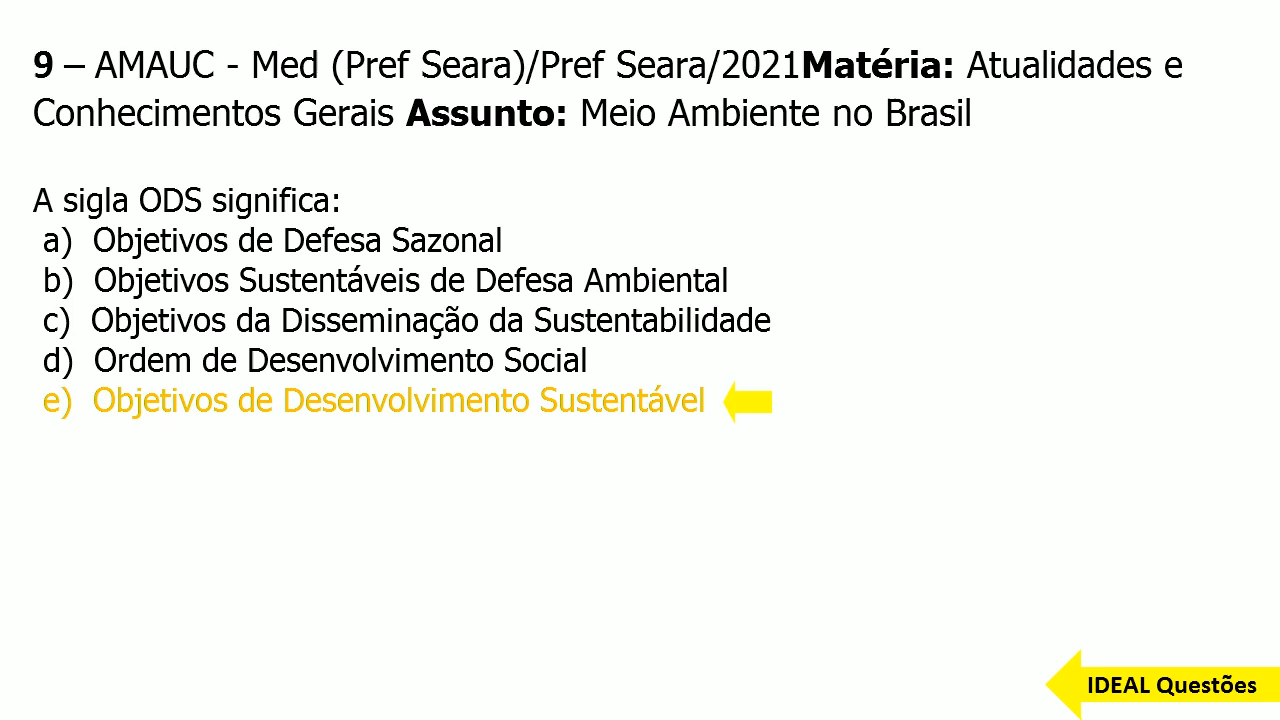 9 – AMAUC - Med (Pref Seara)/Pref Seara/2021Matéria: Atualidades e
Conhecimentos Gerais Assunto: Meio Ambiente no Brasil
A sigla ODS significa:
a) Objetivos de Defesa Sazonal
b) Objetivos Sustentáveis de Defesa Ambiental
c) Objetivos da Disseminação da Sustentabilidade
d) Ordem de Desenvolvimento Social
e) Objetivos de Desenvolvimento Sustentável
IDEAL Questões